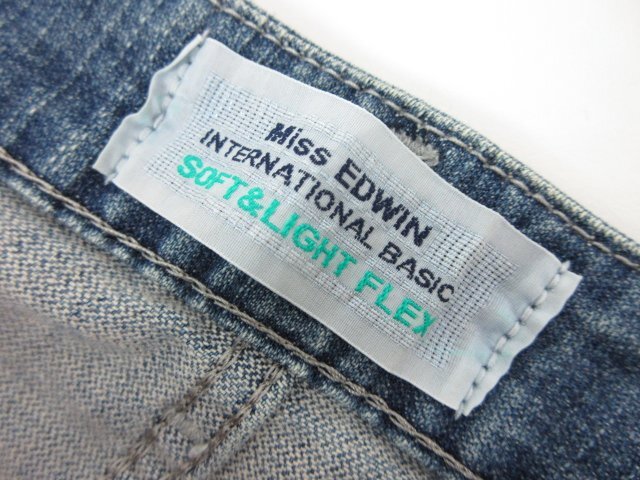 Miss EDWIN
INTERNATIONAL BASIC
SOFT&LIGHT FLEX